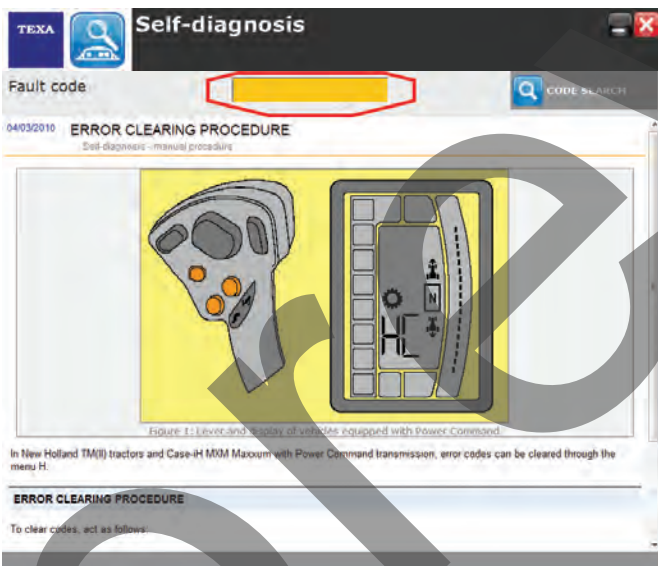 TEXA
Self-diagnosis
Fault code
CODE SEARCH
04/03/2010 ERROR CLEARING PROCEDURE
Self-diagnosis - manual procedure
N
HC
Figure 1: Lever and display of vehicles equipped with Power Command.
In New Holland TM(II) tractors and Case-IH MXM Maxxum with Power Command transmission, error codes can be cleared through the
menu H.
ERROR CLEARING PROCEDURE
To clear codes, act as follows: